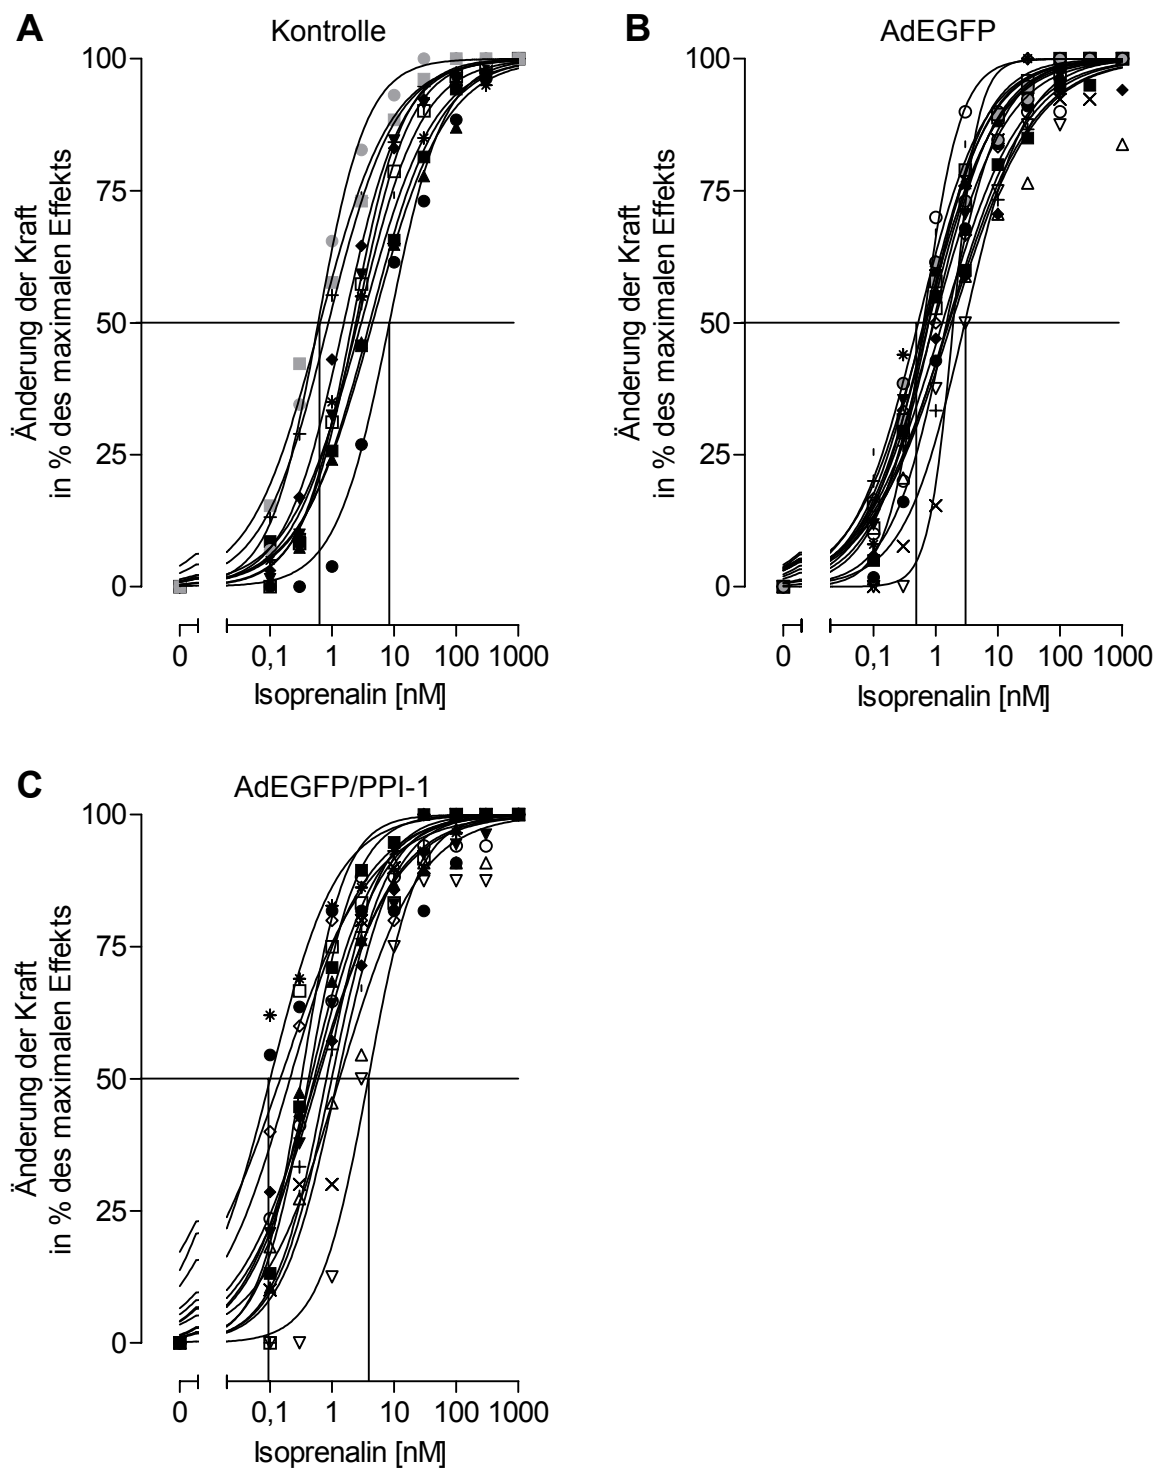 A
Kontrolle
Änderung der Kraft
in % des maximalen Effekts
100
75
50
25
0
0
0,1
1
10
100
1000
Isoprenalin [nM]
B
AdEGFP
Änderung der Kraft
in % des maximalen Effekts
100
75
50
25
0
0
0,1
1
10
100
1000
Isoprenalin [nM]
C
AdEGFP/PPI-1
Änderung der Kraft
in % des maximalen Effekts
100
75
50
25
0
0
0,1
1
10
100
1000
Isoprenalin [nM]